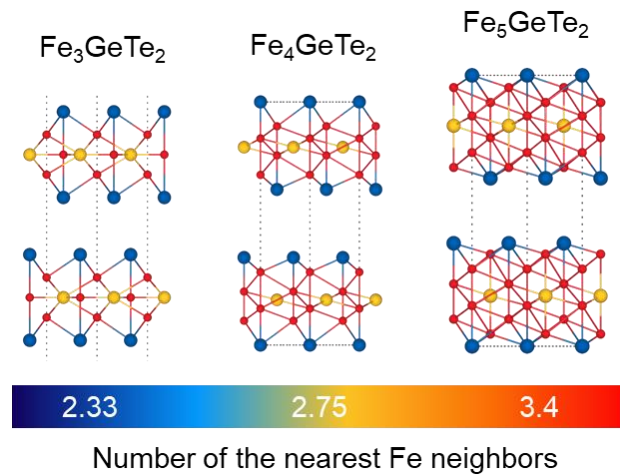 Fe₃GeTe₂
Fe₄GeTe₂
Fe₅GeTe₂
2.33 2.75 3.4
Number of the nearest Fe neighbors